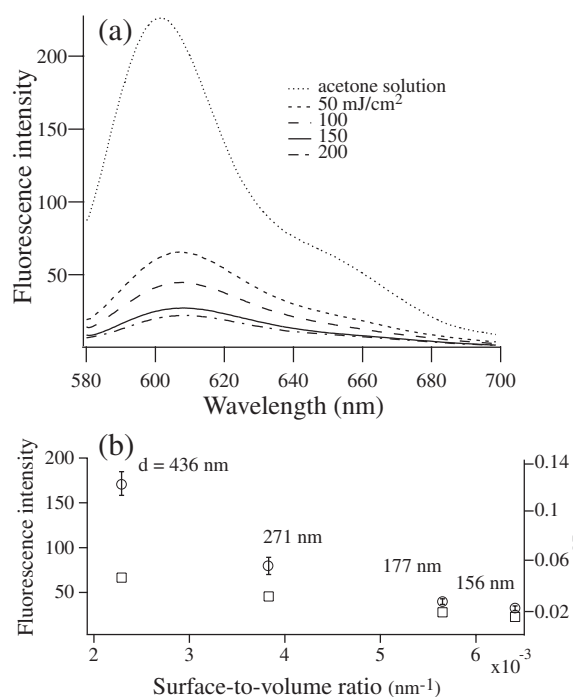 (a)
Fluorescence intensity
200
150
100
50
acetone solution
50 mJ/cm²
100
150
200
580 600 620 640 660 680 700
Wavelength (nm)
(b)
Fluorescence intensity
200
150
100
50
d = 436 nm
271 nm
177 nm
156 nm
0.14
0.1
0.06
0.02
2 3 4 5 6
x10⁻³
Surface-to-volume ratio (nm⁻¹)